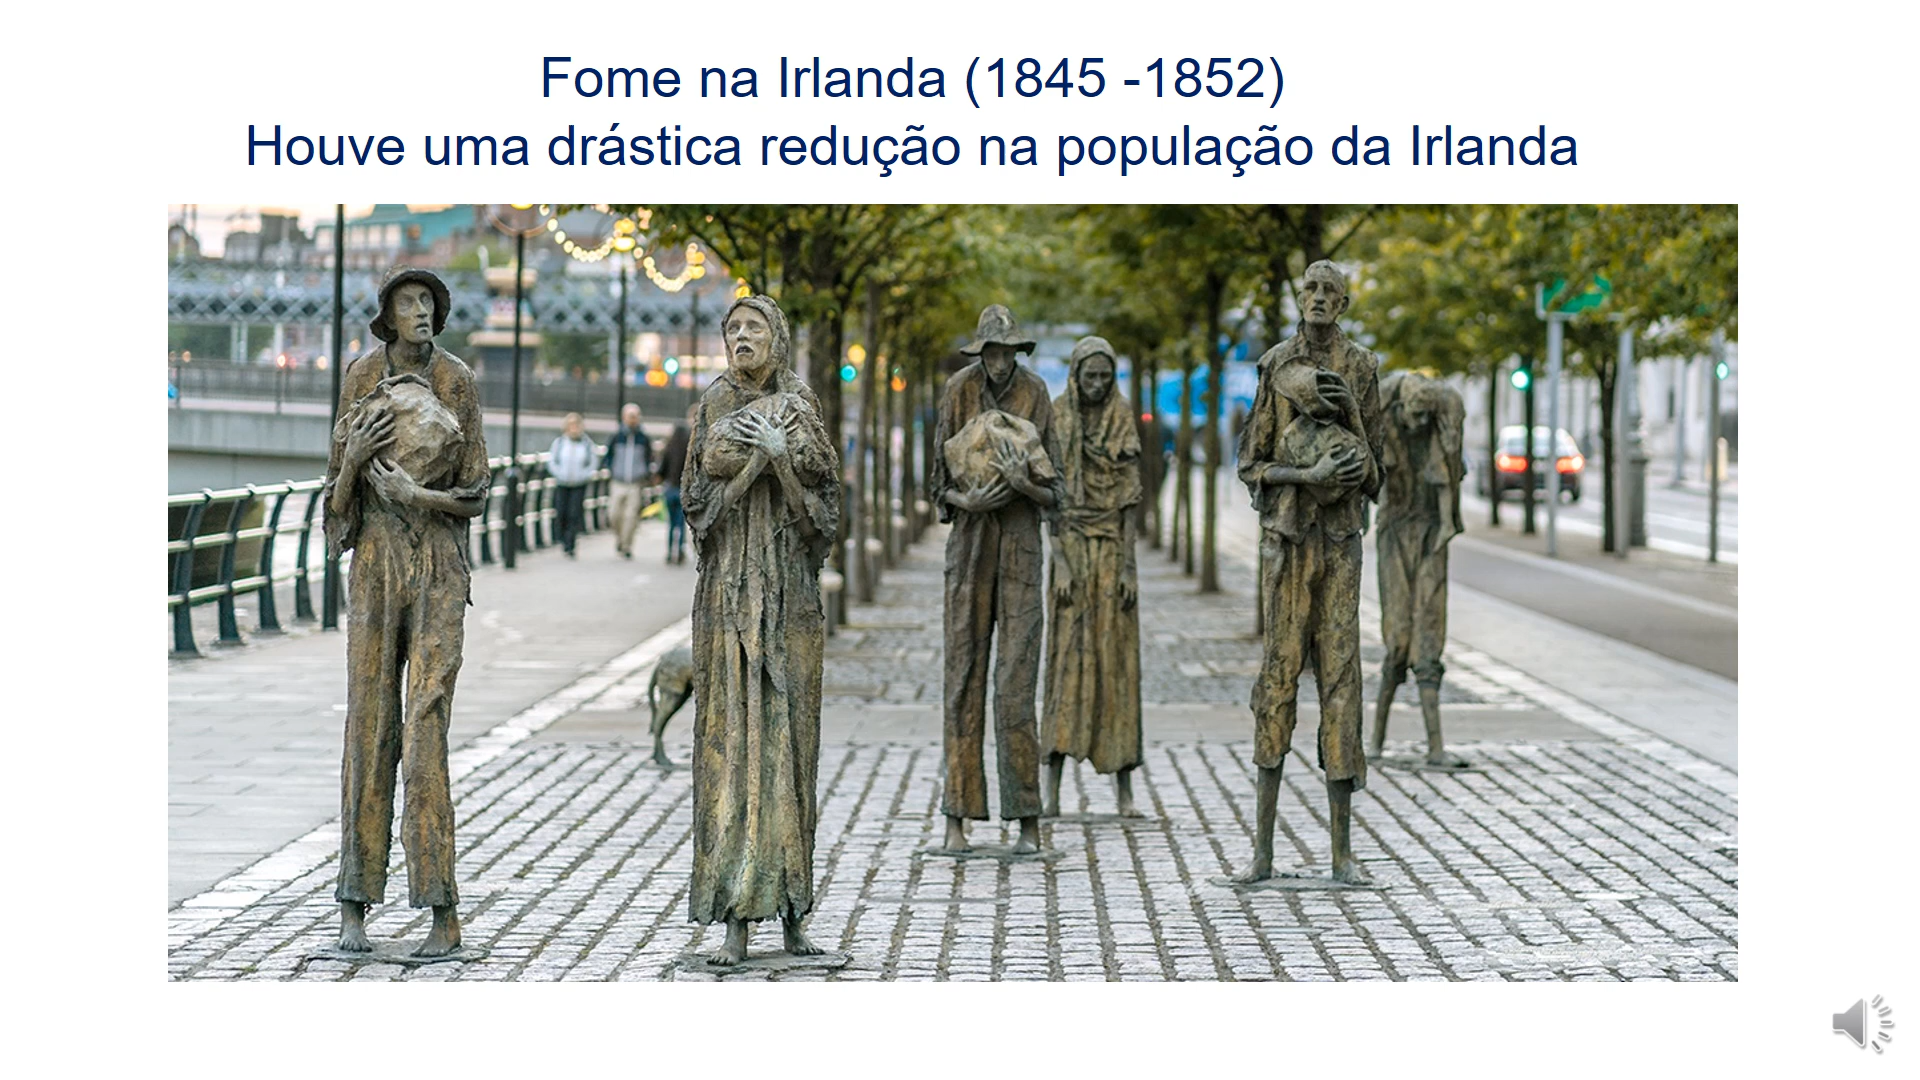 Fome na Irlanda (1845 -1852)
Houve uma drástica redução na população da Irlanda